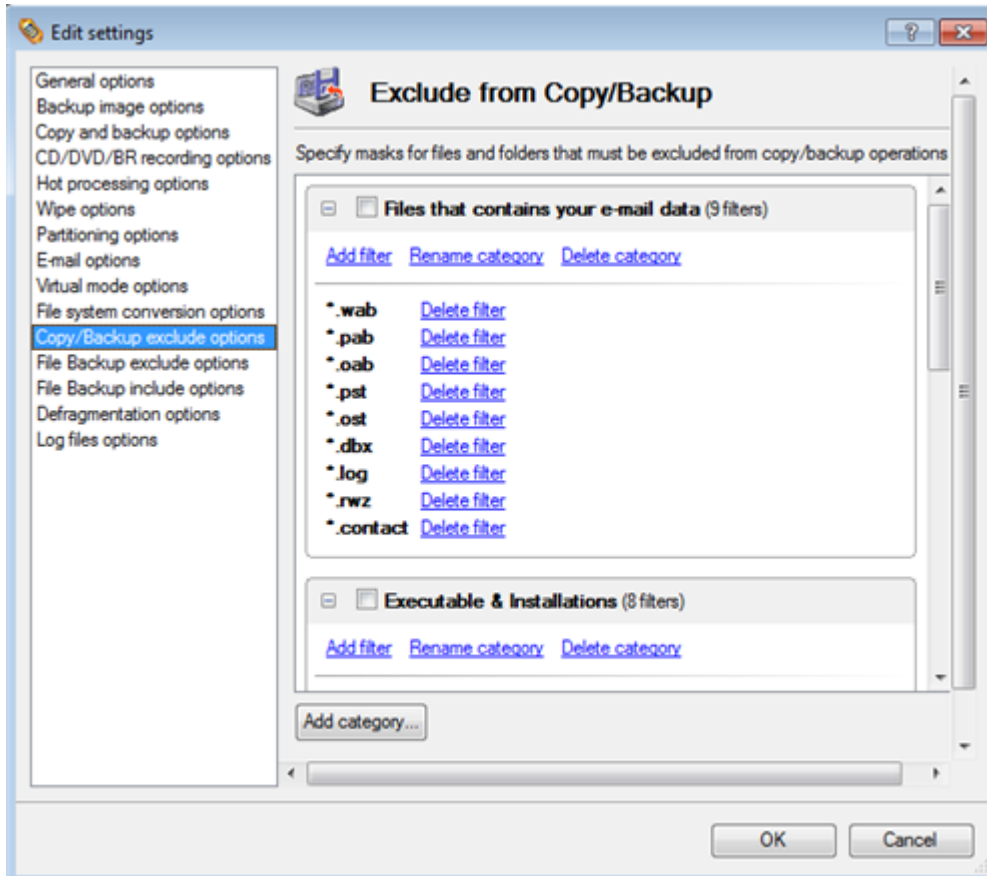 Edit settings
General options
Backup image options
Copy and backup options
CD/DVD/BR recording options
Hot processing options
Wipe options
Partitioning options
E-mail options
Virtual mode options
File system conversion options
Copy/Backup exclude options
File Backup exclude options
File Backup include options
Defragmentation options
Log files options
Exclude from Copy/Backup
Specify masks for files and folders that must be excluded from copy/backup operations
Files that contains your e-mail data (9 filters)
Add filter Rename category Delete category
*.wab Delete filter
*.pab Delete filter
*.oab Delete filter
*.pst Delete filter
*.ost Delete filter
*.dbx Delete filter
*.log Delete filter
*.rwz Delete filter
*.contact Delete filter
Executable & Installations (8 filters)
Add filter Rename category Delete category
Add category...
OK Cancel